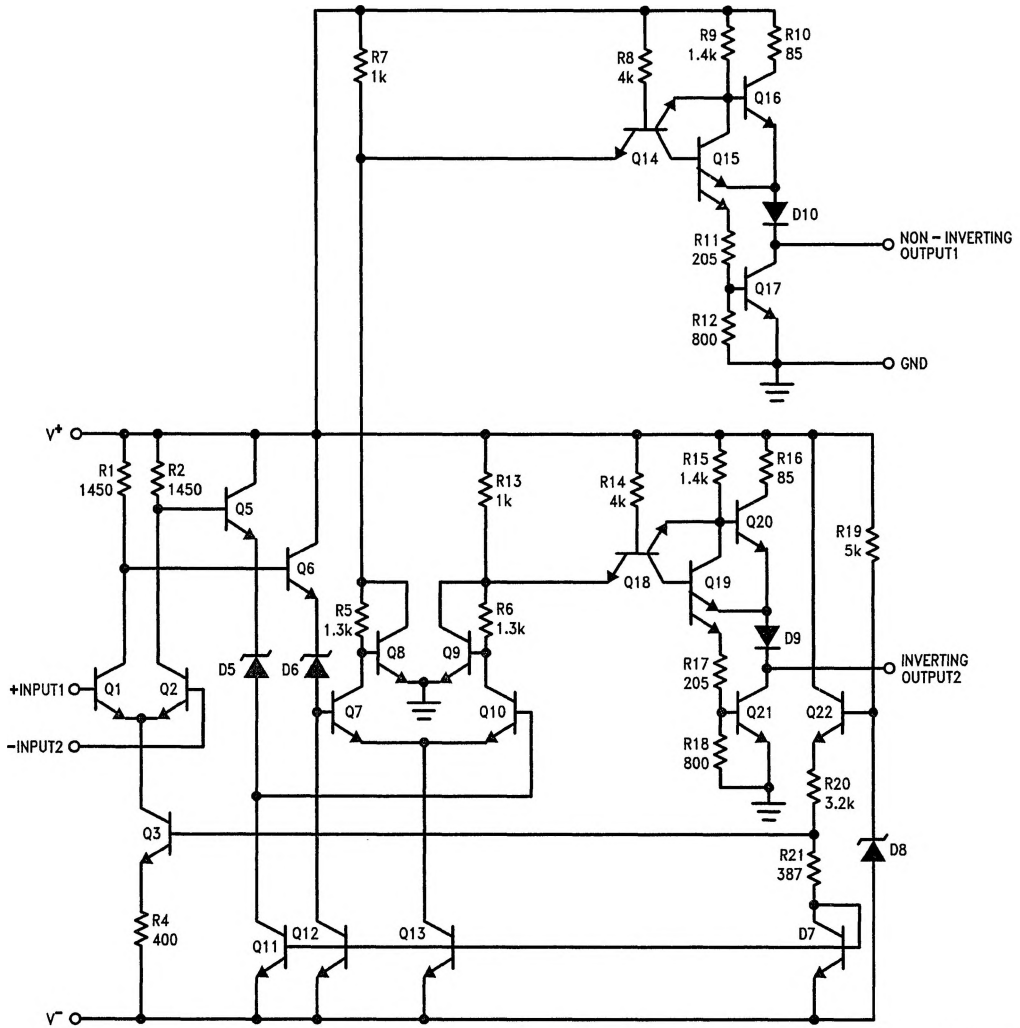 R7
1k
R8
4k
R9
1.4k
R10
85
Q16
Q14
Q15
D10
R11
205
NON-INVERTING
OUTPUT1
Q17
R12
800
GND
V+
R1
1450
R2
1450
Q5
R13
1k
R14
4k
R15
1.4k
R16
85
Q20
R19
5k
Q6
Q18
Q19
R5
1.3k
R6
1.3k
D9
Q8
Q9
D5
D6
R17
205
INVERTING
OUTPUT2
+INPUT1
Q1
Q2
Q7
Q10
Q21
Q22
-INPUT2
R18
800
R20
3.2k
Q3
D8
R21
387
R4
400
Q11
Q12
Q13
D7
V-